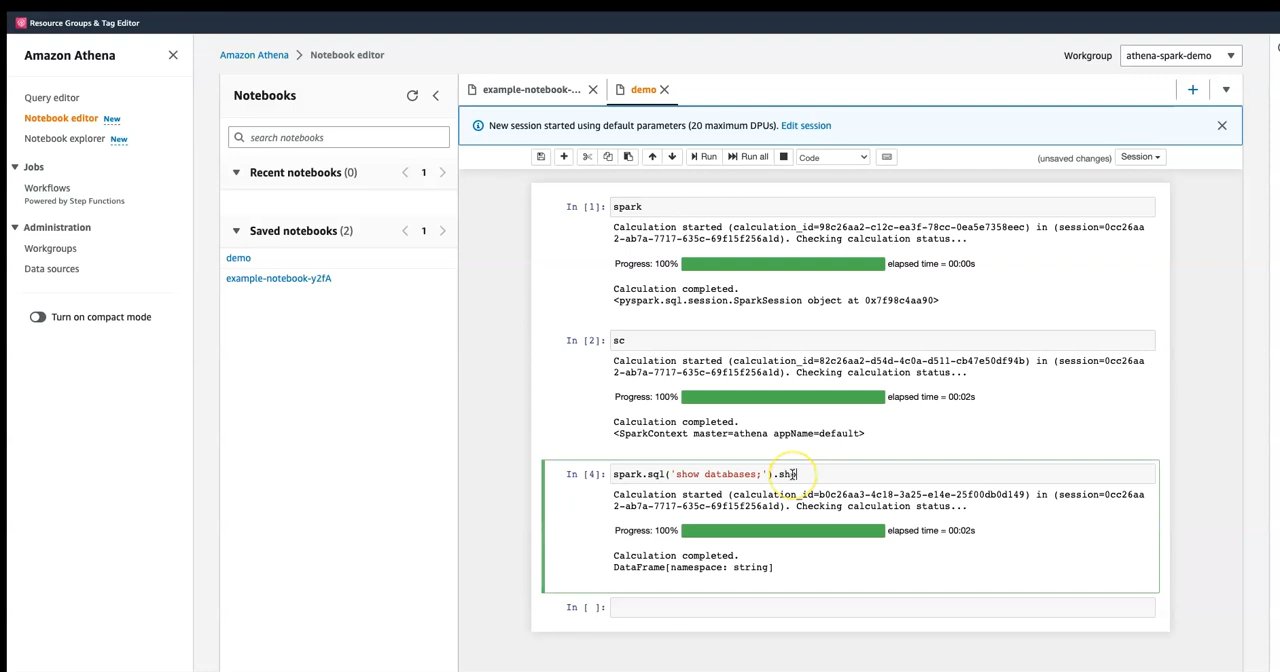 Resource Groups & Tag Editor
Amazon Athena
Query editor
Notebook editor New
Notebook explorer New
Jobs
Workflows
Powered by Step Functions
Administration
Workgroups
Data sources
Turn on compact mode
Amazon Athena > Notebook editor
Workgroup athena-spark-demo
Notebooks
search notebooks
Recent notebooks (0) 1
Saved notebooks (2) 1
demo
example-notebook-y2fA
example-notebook-...
demo
New session started using default parameters (20 maximum DPUs). Edit session
Run Run all Code (unsaved changes) Session
In [1]: spark
Calculation started (calculation_id=98c26aa2-c12c-ea3f-78cc-0ea5e7358eec) in (session=0cc26aa
2-ab7a-7717-635c-69f15f256a1d). Checking calculation status...
Progress: 100% elapsed time = 00:00s
Calculation completed.
<pyspark.sql.session.SparkSession object at 0x7f98c4aa90>
In [2]: sc
Calculation started (calculation_id=82c26aa2-d54d-4c0a-d511-cb47e50df94b) in (session=0cc26aa
2-ab7a-7717-635c-69f15f256a1d). Checking calculation status...
Progress: 100% elapsed time = 00:02s
Calculation completed.
<SparkContext master=athena appName=default>
In [4]: spark.sql('show databases;').sho
Calculation started (calculation_id=b0c26aa3-4c18-3a25-e14e-25f00db0d149) in (session=0cc26aa
2-ab7a-7717-635c-69f15f256a1d). Checking calculation status...
Progress: 100% elapsed time = 00:02s
Calculation completed.
DataFrame[namespace: string]
In [ ]: